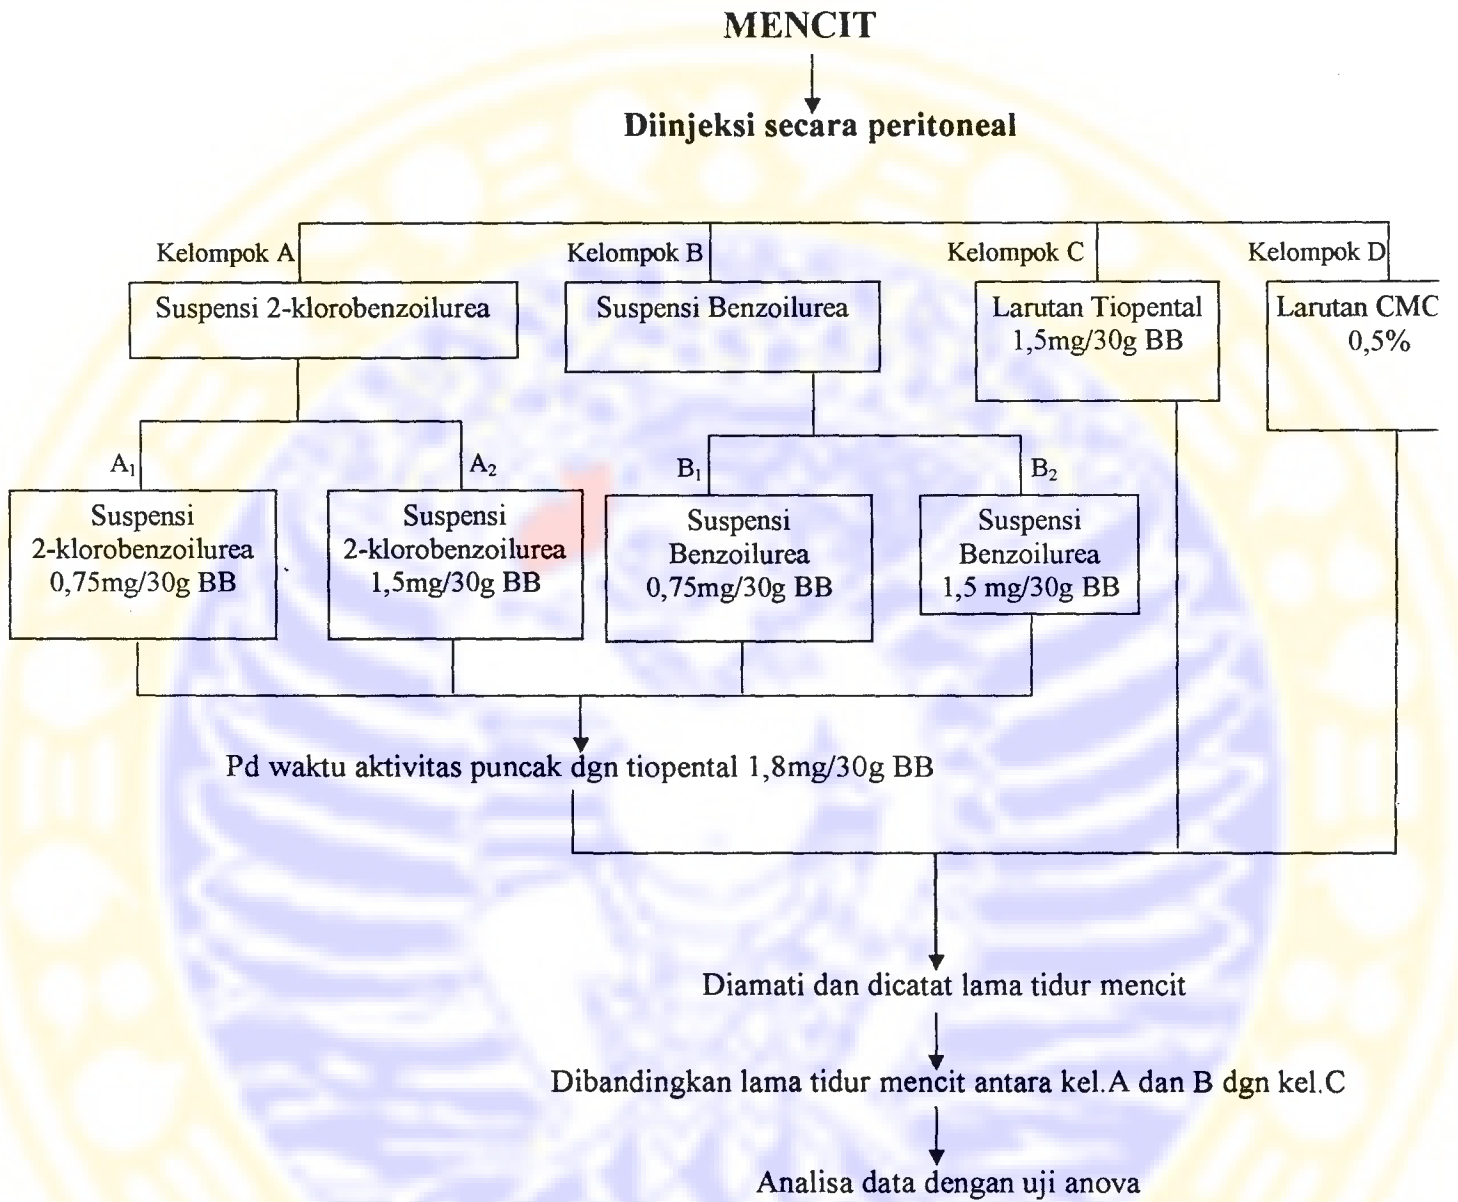 MENCIT
Diinjeksi secara peritoneal
Kelompok A
Kelompok B
Kelompok C
Kelompok D
Suspensi 2-klorobenzoilurea
Suspensi Benzoilurea
Larutan Tiopental
1,5mg/30g BB
Larutan CMC
0,5%
A₁
A₂
B₁
B₂
Suspensi
2-klorobenzoilurea
0,75mg/30g BB
Suspensi
2-klorobenzoilurea
1,5mg/30g BB
Suspensi
Benzoilurea
0,75mg/30g BB
Suspensi
Benzoilurea
1,5 mg/30g BB
Pd waktu aktivitas puncak dgn tiopental 1,8mg/30g BB
Diamati dan dicatat lama tidur mencit
Dibandingkan lama tidur mencit antara kel.A dan B dgn kel.C
Analisa data dengan uji anova